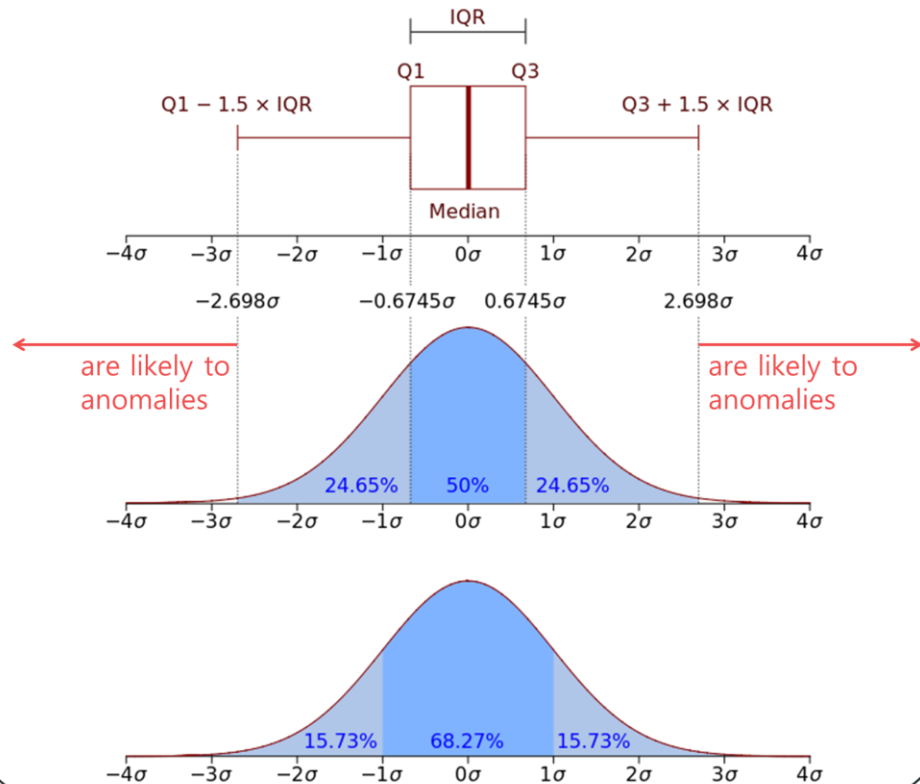 IQR
Q1 Q3
Q1 − 1.5 × IQR Q3 + 1.5 × IQR
Median
−4σ −3σ −2σ −1σ 0σ 1σ 2σ 3σ 4σ
−2.698σ −0.6745σ 0.6745σ 2.698σ
are likely to
anomalies
are likely to
anomalies
24.65% 50% 24.65%
−4σ −3σ −2σ −1σ 0σ 1σ 2σ 3σ 4σ
15.73% 68.27% 15.73%
−4σ −3σ −2σ −1σ 0σ 1σ 2σ 3σ 4σ